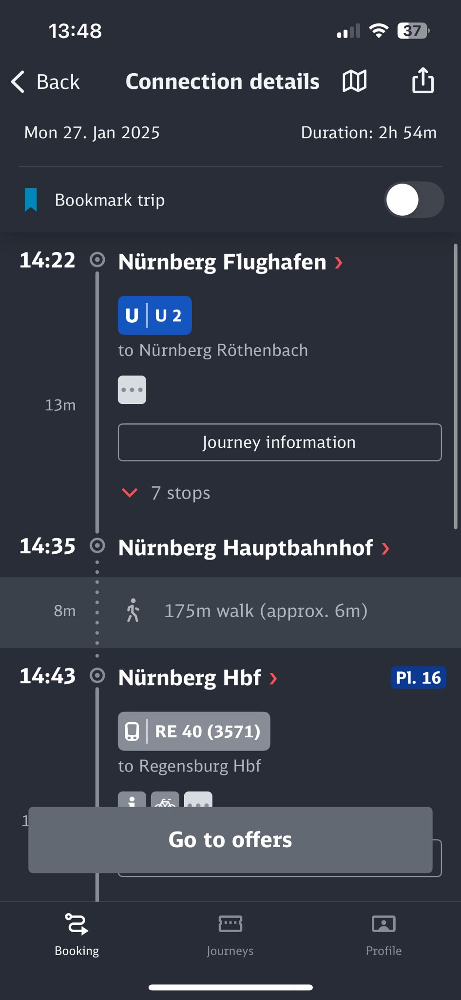 13:48
37
Back
Connection details
Mon 27. Jan 2025
Duration: 2h 54m
Bookmark trip
14:22
Nürnberg Flughafen
U | U 2
to Nürnberg Röthenbach
13m
Journey information
7 stops
14:35
Nürnberg Hauptbahnhof
8m
175m walk (approx. 6m)
14:43
Nürnberg Hbf
Pl. 16
RE 40 (3571)
to Regensburg Hbf
Go to offers
Booking
Journeys
Profile